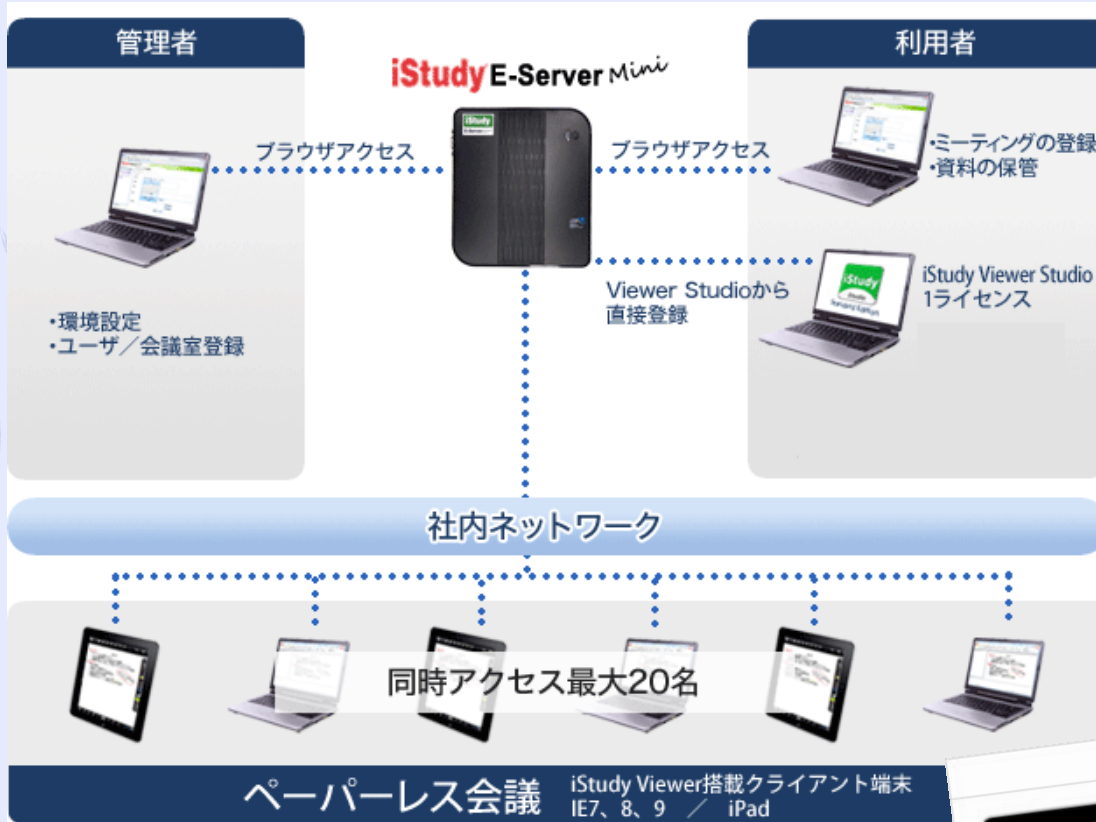 管理者
iStudy E-Server Mini
利用者
ブラウザアクセス
ブラウザアクセス
・ミーティングの登録
・資料の保管
・環境設定
・ユーザ／会議室登録
Viewer Studioから
直接登録
iStudy
iStudy
iStudy Viewer Studio
1ライセンス
社内ネットワーク
同時アクセス最大20名
ペーパーレス会議
iStudy Viewer搭載クライアント端末
IE7、8、9 ／ iPad